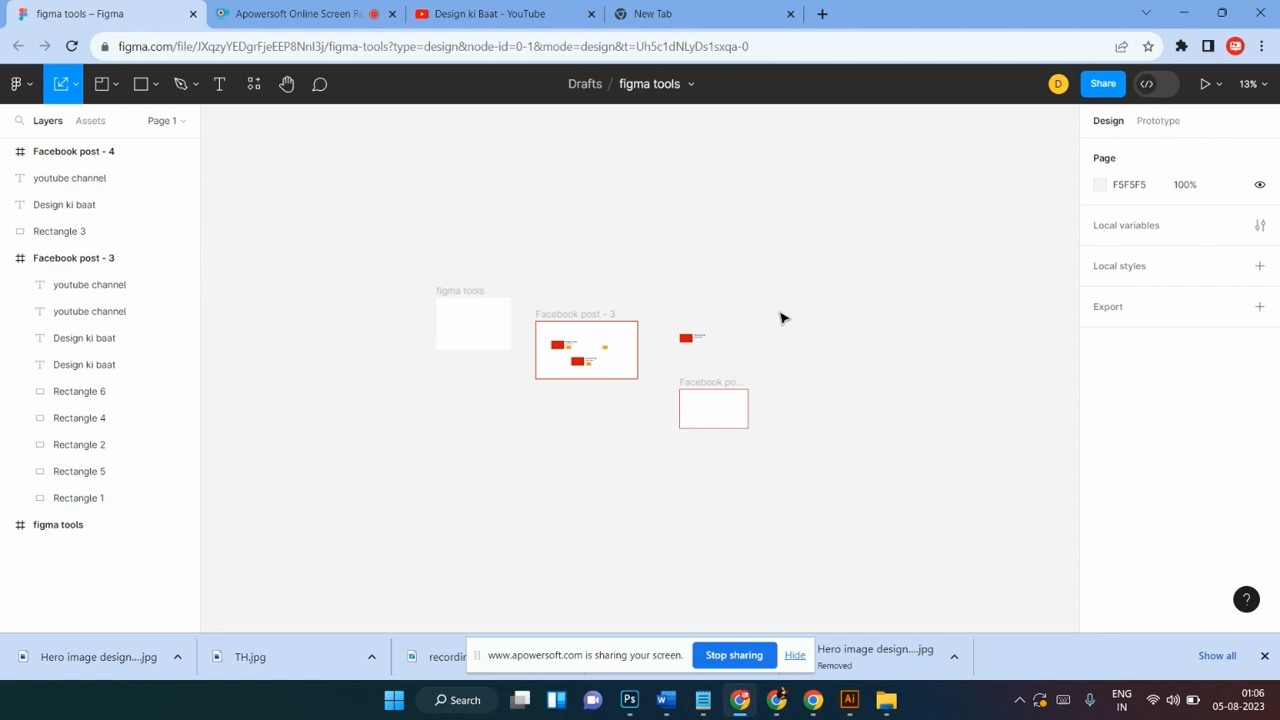 figma tools – Figma
Apowersoft Online Screen Re
Design ki Baat - YouTube
New Tab
figma.com/file/JXqzyYEDgrFjeEEP8NnI3j/figma-tools?type=design&node-id=0-1&mode=design&t=Uh5c1dNLyDs1sxqa-0
Drafts / figma tools
D
Share
13%
Layers
Assets
Page 1
Design
Prototype
Facebook post - 4
youtube channel
Design ki baat
Rectangle 3
Facebook post - 3
youtube channel
youtube channel
Design ki baat
Design ki baat
Rectangle 6
Rectangle 4
Rectangle 2
Rectangle 5
Rectangle 1
figma tools
figma tools
Facebook post - 3
Facebook po...
Page
F5F5F5 100%
Local variables
Local styles
Export
?
Hero image design....jpg
TH.jpg
recordin
www.apowersoft.com is sharing your screen.
Stop sharing
Hide
Hero image design....jpg
Removed
Show all
Search
ENG
IN
01:06
05-08-2023